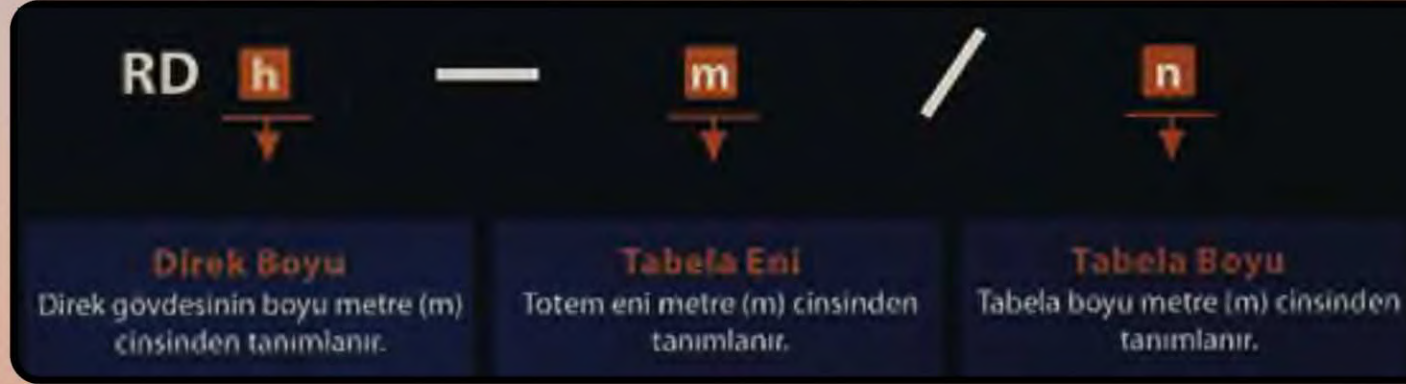 RD h — m / n
Direk Boyu
Direk gövdesinin boyu metre (m)
cinsinden tanımlanır.
Tabela Eni
Totem eni metre (m) cinsinden
tanımlanır.
Tabela Boyu
Tabela boyu metre (m) cinsinden
tanımlanır.